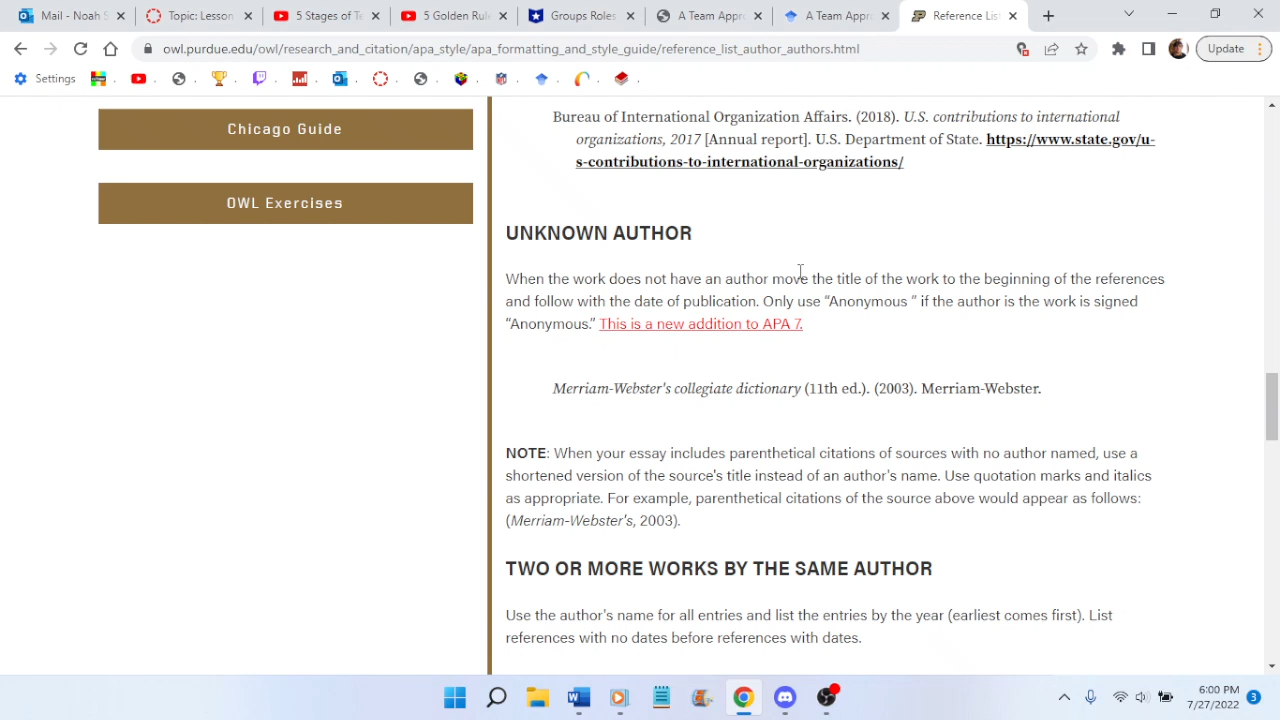 Mail - Noah S
Topic: Lesson
5 Stages of Te
5 Golden Rule
Groups Roles
A Team Appro
A Team Appro
Reference List
owl.purdue.edu/owl/research_and_citation/apa_style/apa_formatting_and_style_guide/reference_list_author_authors.html
Update
Settings
Chicago Guide
OWL Exercises
Bureau of International Organization Affairs. (2018). U.S. contributions to international
organizations, 2017 [Annual report]. U.S. Department of State. https://www.state.gov/u-
s-contributions-to-international-organizations/
UNKNOWN AUTHOR
When the work does not have an author move the title of the work to the beginning of the references
and follow with the date of publication. Only use “Anonymous ” if the author is the work is signed
“Anonymous.” This is a new addition to APA 7.
Merriam-Webster's collegiate dictionary (11th ed.). (2003). Merriam-Webster.
NOTE: When your essay includes parenthetical citations of sources with no author named, use a
shortened version of the source's title instead of an author's name. Use quotation marks and italics
as appropriate. For example, parenthetical citations of the source above would appear as follows:
(Merriam-Webster's, 2003).
TWO OR MORE WORKS BY THE SAME AUTHOR
Use the author's name for all entries and list the entries by the year (earliest comes first). List
references with no dates before references with dates.
6:00 PM
7/27/2022
3